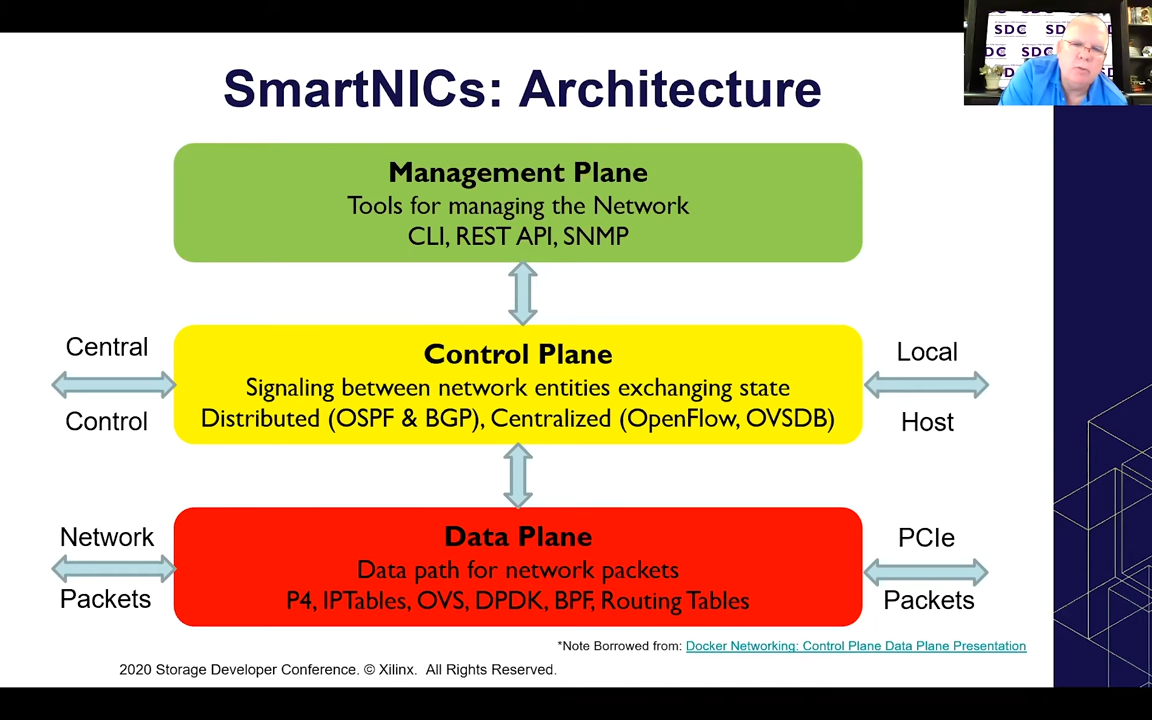 SmartNICs: Architecture
SDC
SDC
SDC
Management Plane
Tools for managing the Network
CLI, REST API, SNMP
Central
Control
Control Plane
Signaling between network entities exchanging state
Distributed (OSPF & BGP), Centralized (OpenFlow, OVSDB)
Local
Host
Network
Packets
Data Plane
Data path for network packets
P4, IPTables, OVS, DPDK, BPF, Routing Tables
PCIe
Packets
*Note Borrowed from: Docker Networking: Control Plane Data Plane Presentation
2020 Storage Developer Conference. © Xilinx. All Rights Reserved.